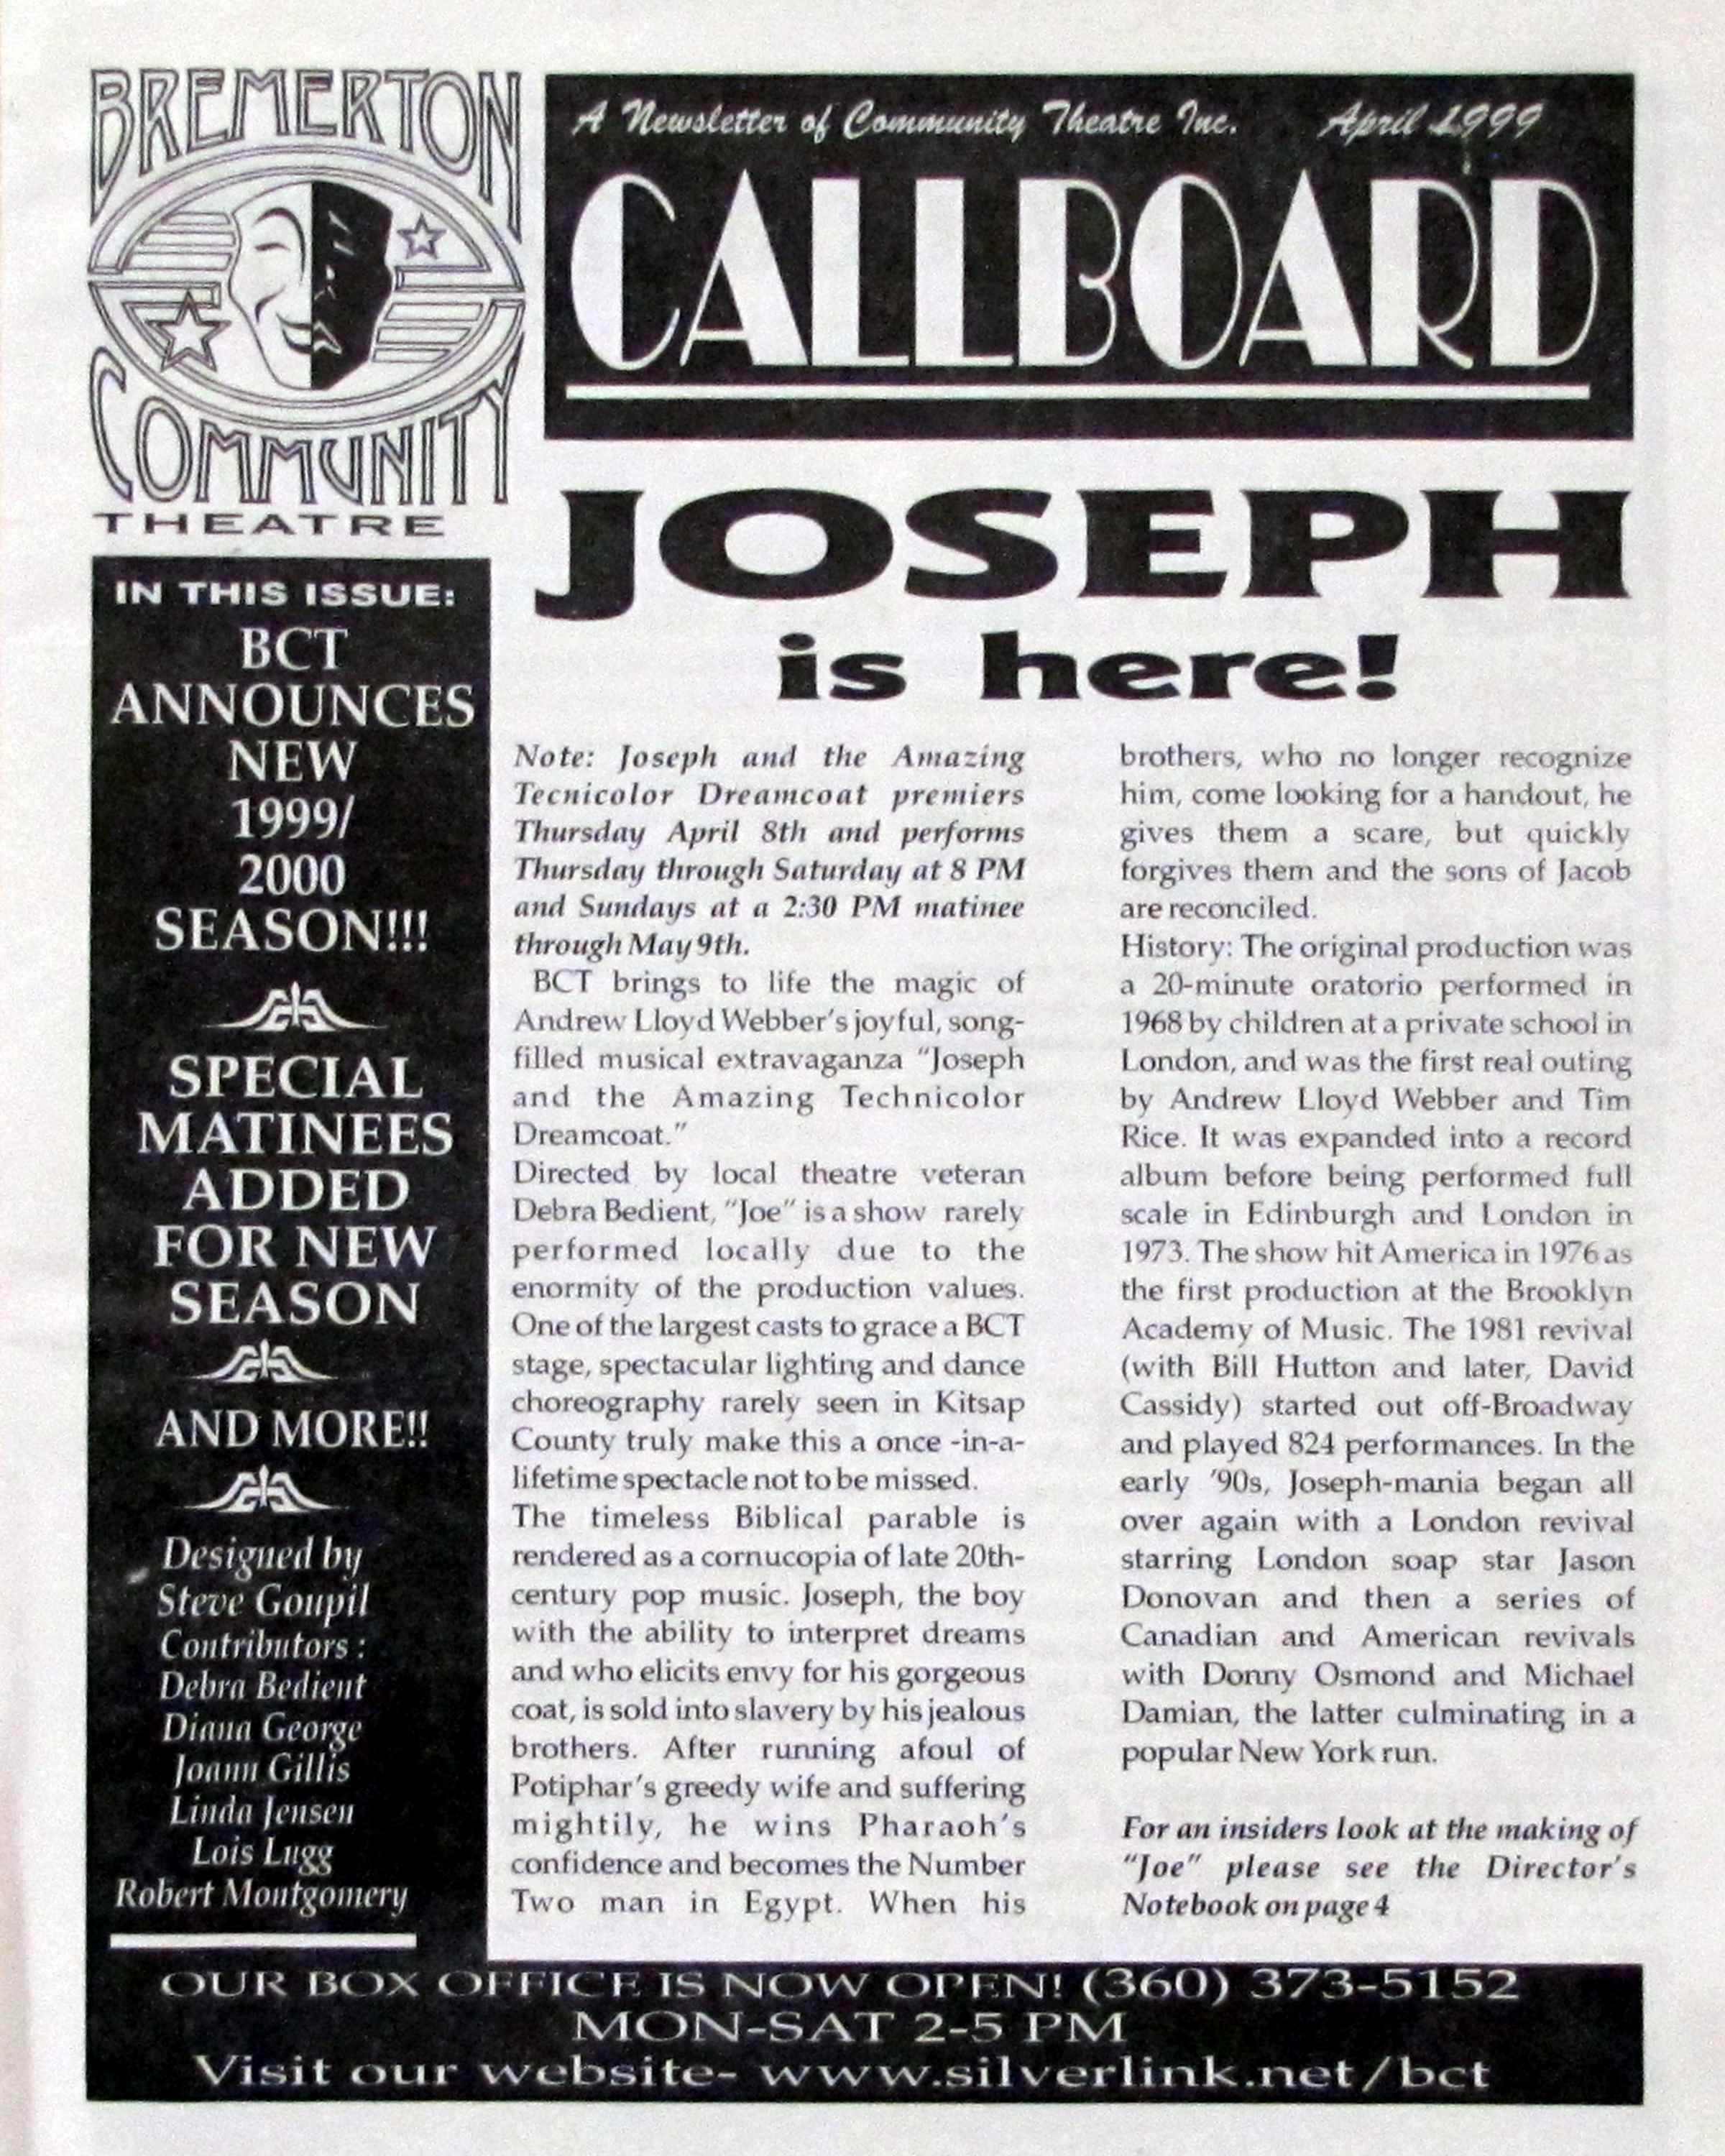 BREMERTON
COMMUNITY
THEATRE
A Newsletter of Community Theatre Inc. April 1999
CALLBOARD
JOSEPH
is here!
IN THIS ISSUE:
BCT
ANNOUNCES
NEW
1999/
2000
SEASON!!!
SPECIAL
MATINEES
ADDED
FOR NEW
SEASON
AND MORE!!
Designed by
Steve Goupil
Contributors :
Debra Bedient
Diana George
Joann Gillis
Linda Jensen
Lois Lugg
Robert Montgomery
Note: Joseph and the Amazing
Tecnicolor Dreamcoat premiers
Thursday April 8th and performs
Thursday through Saturday at 8 PM
and Sundays at a 2:30 PM matinee
through May 9th.
BCT brings to life the magic of
Andrew Lloyd Webber's joyful, song-
filled musical extravaganza "Joseph
and the Amazing Technicolor
Dreamcoat."
Directed by local theatre veteran
Debra Bedient, "Joe" is a show rarely
performed locally due to the
enormity of the production values.
One of the largest casts to grace a BCT
stage, spectacular lighting and dance
choreography rarely seen in Kitsap
County truly make this a once -in-a-
lifetime spectacle not to be missed.
The timeless Biblical parable is
rendered as a cornucopia of late 20th-
century pop music. Joseph, the boy
with the ability to interpret dreams
and who elicits envy for his gorgeous
coat, is sold into slavery by his jealous
brothers. After running afoul of
Potiphar's greedy wife and suffering
mightily, he wins Pharaoh's
confidence and becomes the Number
Two man in Egypt. When his
brothers, who no longer recognize
him, come looking for a handout, he
gives them a scare, but quickly
forgives them and the sons of Jacob
are reconciled.
History: The original production was
a 20-minute oratorio performed in
1968 by children at a private school in
London, and was the first real outing
by Andrew Lloyd Webber and Tim
Rice. It was expanded into a record
album before being performed full
scale in Edinburgh and London in
1973. The show hit America in 1976 as
the first production at the Brooklyn
Academy of Music. The 1981 revival
(with Bill Hutton and later, David
Cassidy) started out off-Broadway
and played 824 performances. In the
early '90s, Joseph-mania began all
over again with a London revival
starring London soap star Jason
Donovan and then a series of
Canadian and American revivals
with Donny Osmond and Michael
Damian, the latter culminating in a
popular New York run.
For an insiders look at the making of
"Joe" please see the Director's
Notebook on page 4
OUR BOX OFFICE IS NOW OPEN! (360) 373-5152
MON-SAT 2-5 PM
Visit our website- www.silverlink.net/bct